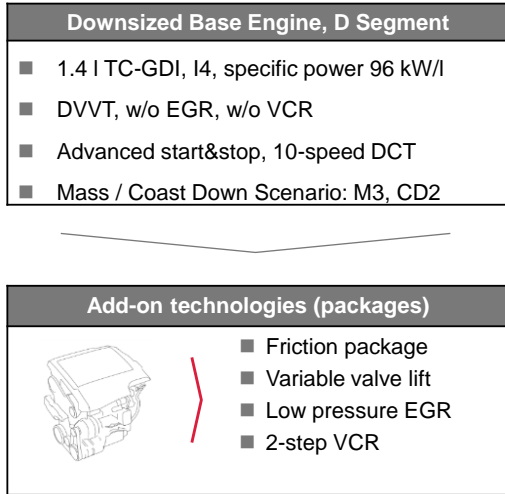 Downsized Base Engine, D Segment
1.4 l TC-GDI, I4, specific power 96 kW/l
DVVT, w/o EGR, w/o VCR
Advanced start&stop, 10-speed DCT
Mass / Coast Down Scenario: M3, CD2
Add-on technologies (packages)
Friction package
Variable valve lift
Low pressure EGR
2-step VCR